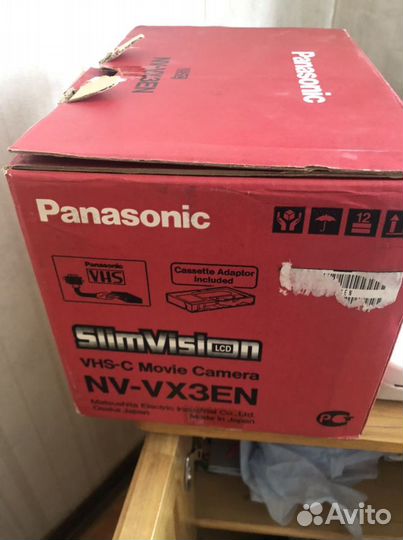 Panasonic
NV-VX3EN
Panasonic
12
Panasonic
VHS
Cassette Adaptor
Included
SlimVision
LCD
VHS-C Movie Camera
NV-VX3EN
Matsushita Electric Industrial Co., Ltd.
Osaka Japan
Made in Japan
Avito